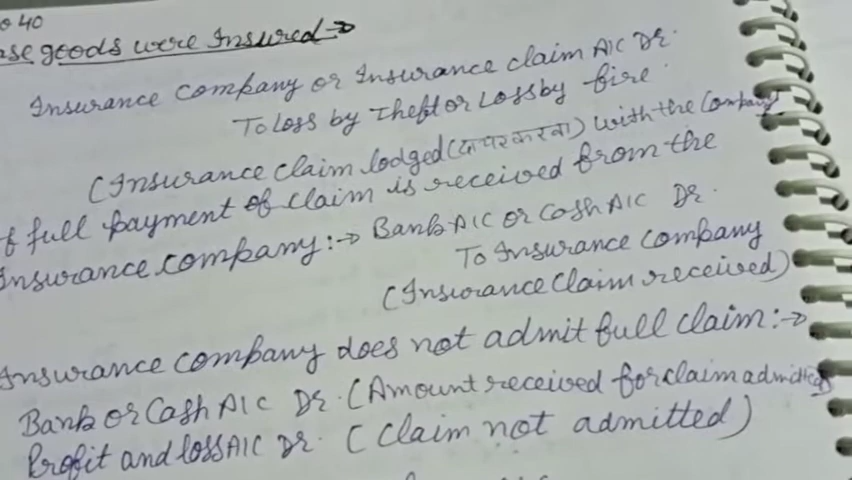 40
ase goods were Insured →
Insurance Company or Insurance claim A/C Dr.
To Loss by Theft or Loss by fire
(Insurance claim lodged (दायर करवा) with the Company
f full payment of claim is received from the
Insurance company :→ Bank A/C or Cash A/C Dr.
To Insurance Company
(Insurance Claim received)
Insurance company does not admit full claim :→
Bank or Cash A/C Dr. (Amount received for claim admitted)
Profit and loss A/C Dr. (Claim not admitted)